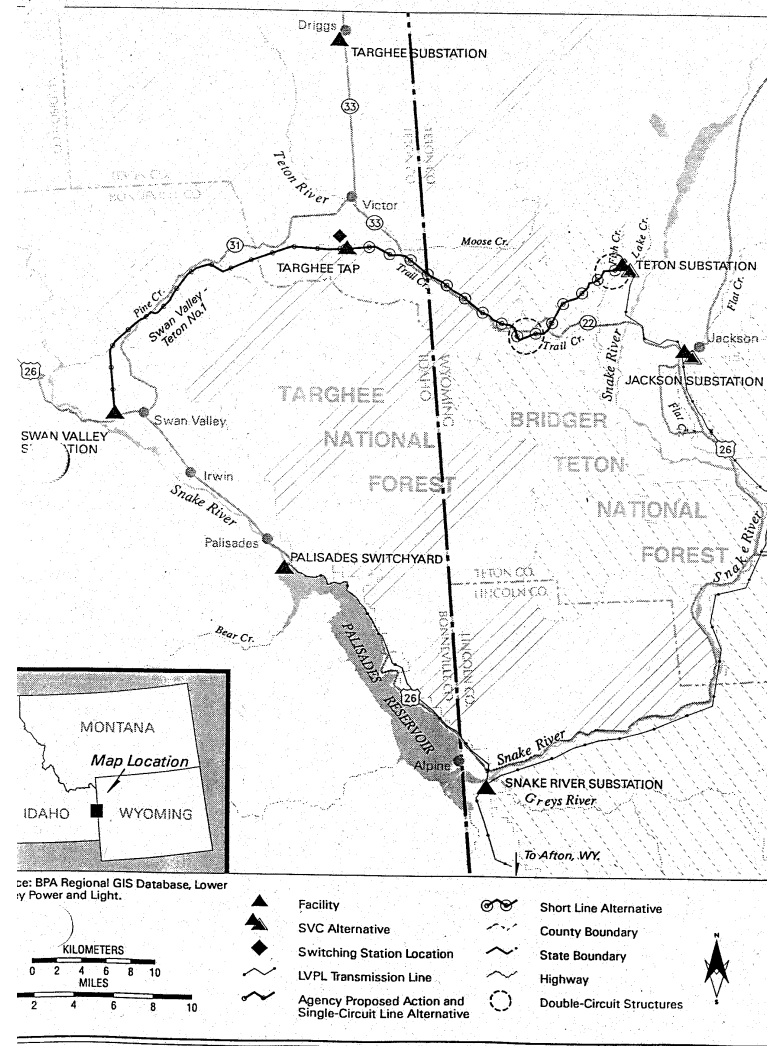 Driggs
TARGHEE SUBSTATION
33
TETON CO.
TETON CO.
BONNEVILLE CO.
Teton River
Victor
33
Moose Cr.
Fish Cr.
Lake Cr.
31
TARGHEE TAP
Trail Cr.
TETON SUBSTATION
Pine Cr.
Swan Valley -
Teton No.1
Flat Cr.
22
Trail Cr.
Snake River
Jackson
26
JACKSON SUBSTATION
IDAHO
WYOMING
TARGHEE
NATIONAL
FOREST
BRIDGER
TETON
NATIONAL
FOREST
Flat Cr.
26
Swan Valley
SWAN VALLEY
Irwin
Snake River
Palisades
PALISADES SWITCHYARD
Snake River
TETON CO.
LINCOLN CO.
BONNEVILLE CO.
LINCOLN CO.
Bear Cr.
PALISADES
RESERVOIR
26
Alpine
Snake River
SNAKE RIVER SUBSTATION
Greys River
To Afton, WY.
MONTANA
Map Location
IDAHO
WYOMING
ce: BPA Regional GIS Database, Lower
ey Power and Light.
KILOMETERS
0 2 4 6 8 10
MILES
2 4 6 8 10
Facility
SVC Alternative
Switching Station Location
LVPL Transmission Line
Agency Proposed Action and
Single-Circuit Line Alternative
Short Line Alternative
County Boundary
State Boundary
Highway
Double-Circuit Structures
N
S